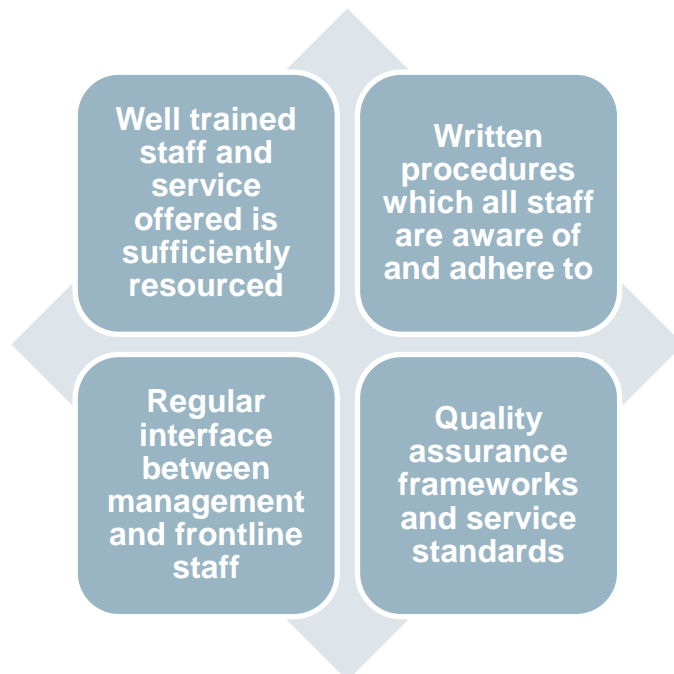 Well trained
staff and
service
offered is
sufficiently
resourced
Written
procedures
which all staff
are aware of
and adhere to
Regular
interface
between
management
and frontline
staff
Quality
assurance
frameworks
and service
standards